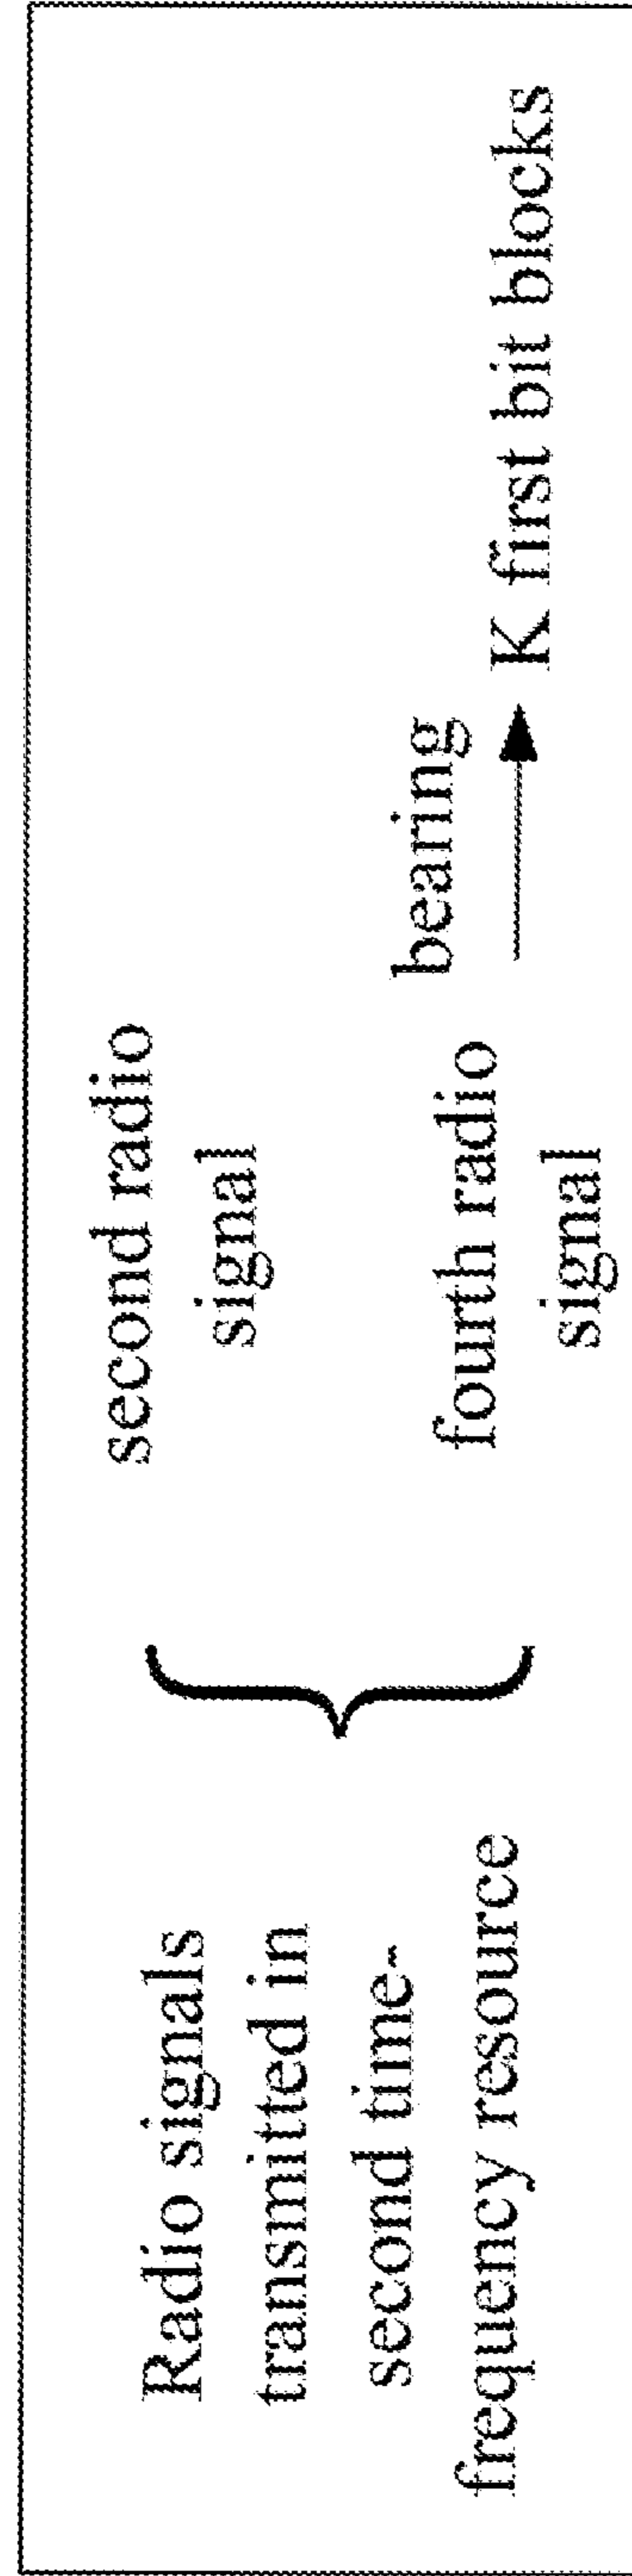 Radio signals
transmitted in
second time-
frequency resource
second radio
signal
fourth radio
signal
bearing
K first bit blocks